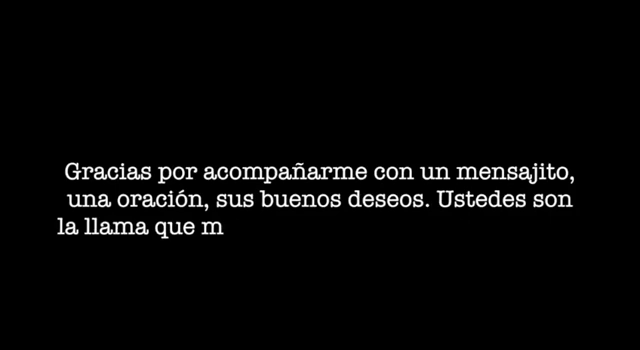 Gracias por acompañarme con un mensajito,
una oración, sus buenos deseos. Ustedes son
la llama que m